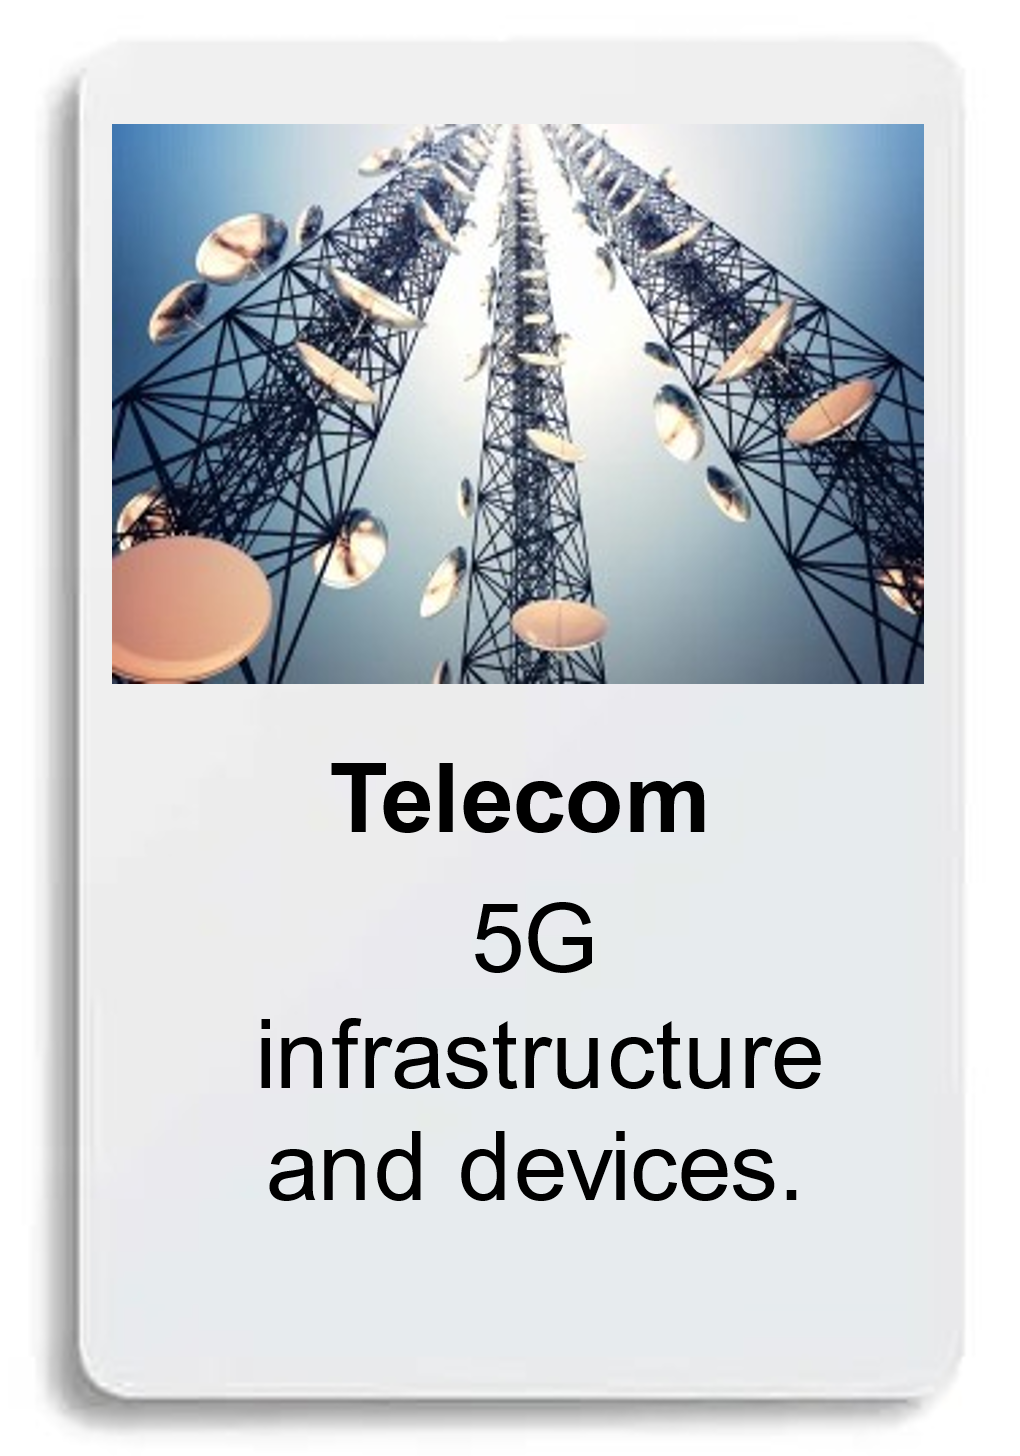 Telecom
5G
infrastructure
and devices.